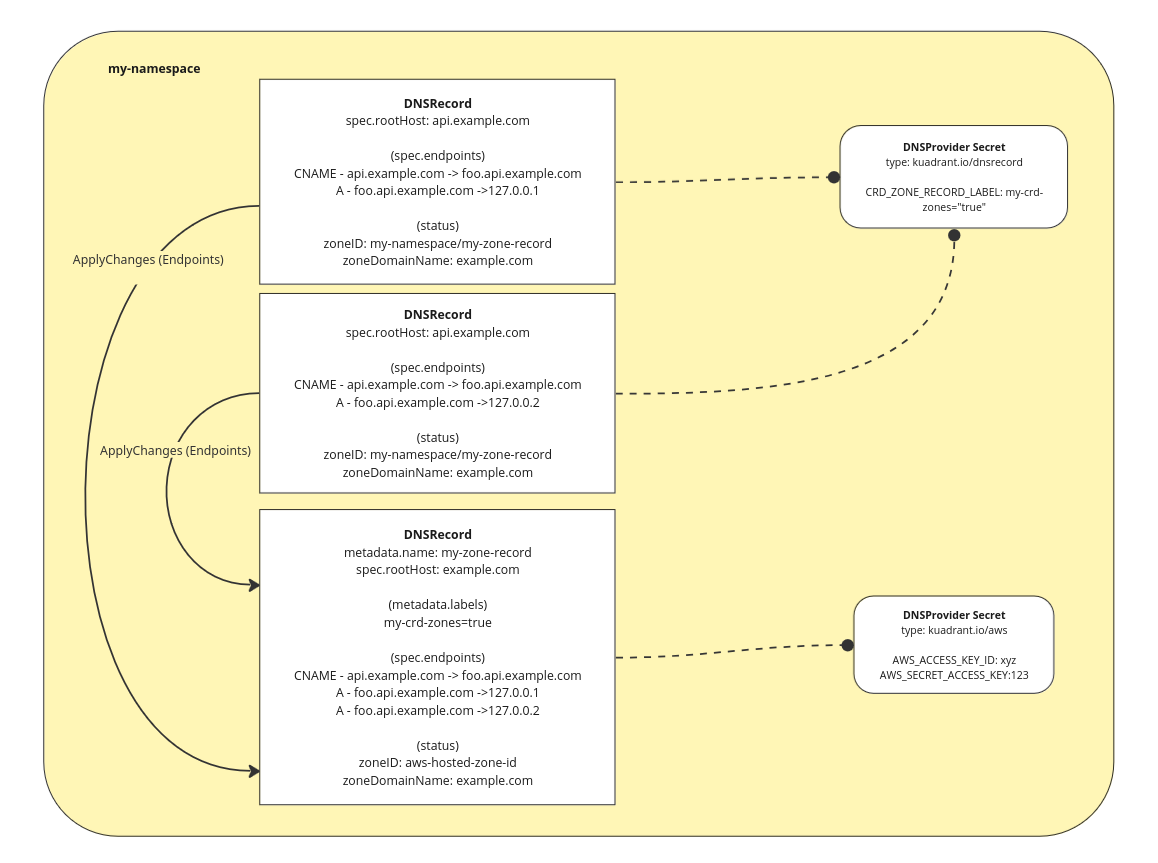 my-namespace
DNSRecord
spec.rootHost: api.example.com
(spec.endpoints)
CNAME - api.example.com -> foo.api.example.com
A - foo.api.example.com ->127.0.0.1
(status)
zoneID: my-namespace/my-zone-record
zoneDomainName: example.com
DNSProvider Secret
type: kuadrant.io/dnsrecord
CRD_ZONE_RECORD_LABEL: my-crd-
zones="true"
ApplyChanges (Endpoints)
DNSRecord
spec.rootHost: api.example.com
(spec.endpoints)
CNAME - api.example.com -> foo.api.example.com
A - foo.api.example.com ->127.0.0.2
(status)
zoneID: my-namespace/my-zone-record
zoneDomainName: example.com
ApplyChanges (Endpoints)
DNSRecord
metadata.name: my-zone-record
spec.rootHost: example.com
(metadata.labels)
my-crd-zones=true
(spec.endpoints)
CNAME - api.example.com -> foo.api.example.com
A - foo.api.example.com ->127.0.0.1
A - foo.api.example.com ->127.0.0.2
(status)
zoneID: aws-hosted-zone-id
zoneDomainName: example.com
DNSProvider Secret
type: kuadrant.io/aws
AWS_ACCESS_KEY_ID: xyz
AWS_SECRET_ACCESS_KEY:123